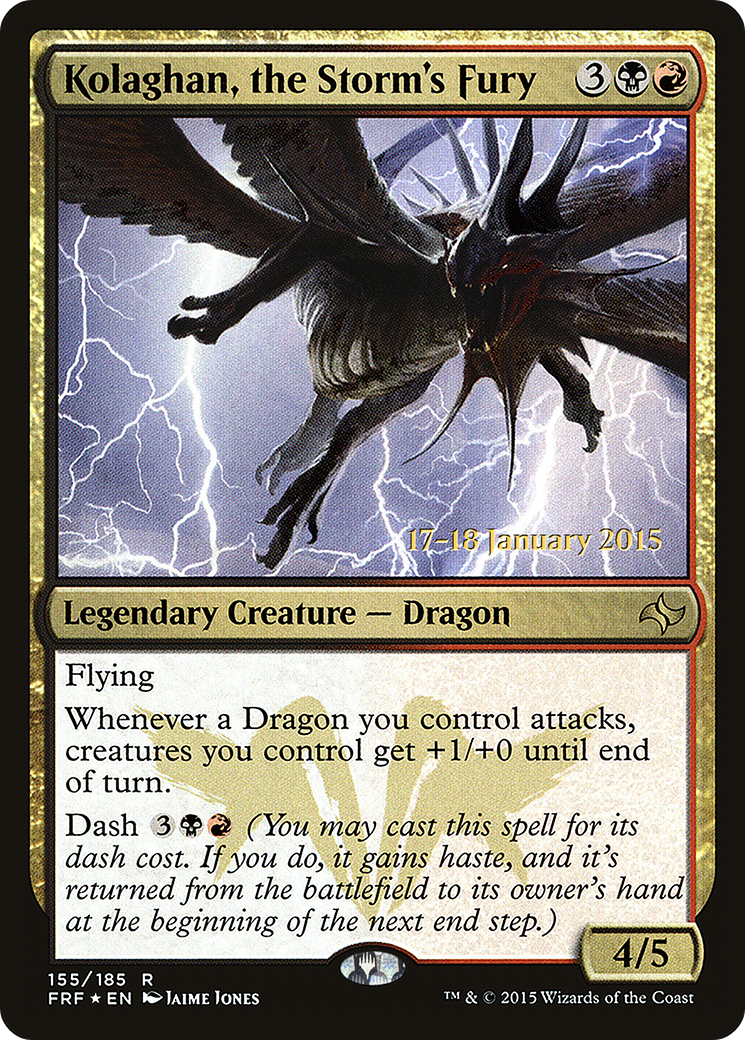 Kolaghan, the Storm's Fury 3
17–18 January 2015
Legendary Creature — Dragon
Flying
Whenever a Dragon you control attacks,
creatures you control get +1/+0 until end
of turn.
Dash 3 (You may cast this spell for its
dash cost. If you do, it gains haste, and it's
returned from the battlefield to its owner's hand
at the beginning of the next end step.)
4/5
155/185 R
FRF ★ EN Jaime Jones
™ & © 2015 Wizards of the Coast